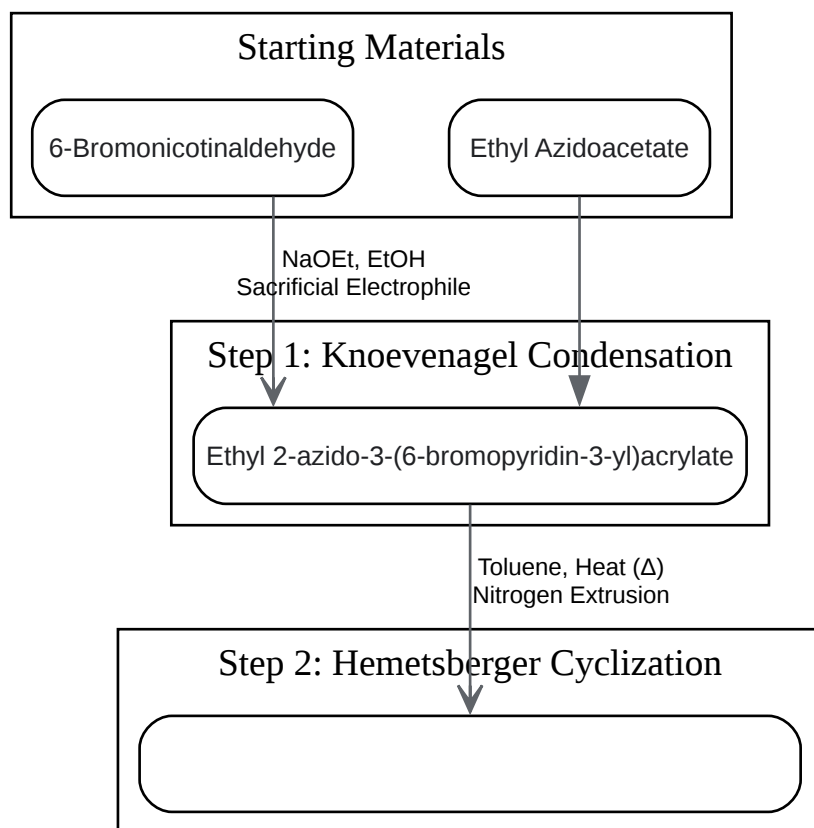 Starting Materials
6-Bromonicotinaldehyde
Ethyl Azidoacetate
NaOEt, EtOH
Sacrificial Electrophile
Step 1: Knoevenagel Condensation
Ethyl 2-azido-3-(6-bromopyridin-3-yl)acrylate
Toluene, Heat (Δ)
Nitrogen Extrusion
Step 2: Hemetsberger Cyclization